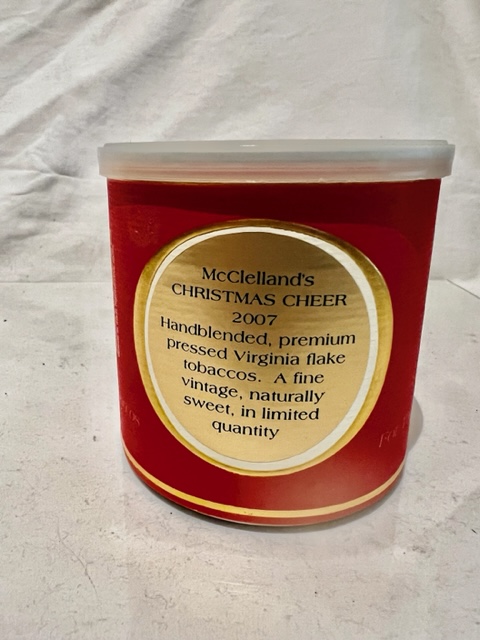 McClelland's
CHRISTMAS CHEER
2007
Handblended, premium
pressed Virginia flake
tobaccos. A fine
vintage, naturally
sweet, in limited
quantity